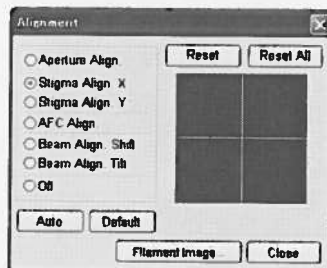 Alignment
Reset Reset All
Aperture Align
Stigma Align X
Stigma Align Y
AFC Align
Beam Align Shift
Beam Align Tilt
Off
Auto Default
Filament Image Close